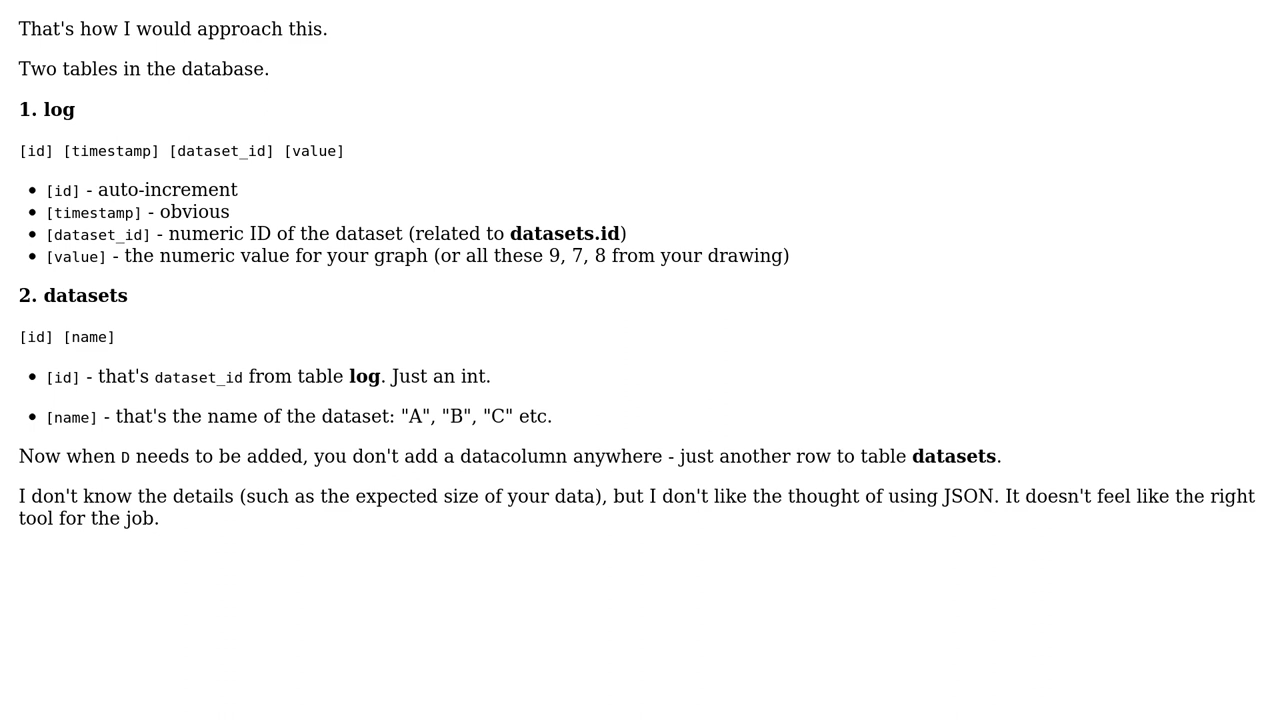 That's how I would approach this.
Two tables in the database.
1. log
[id] [timestamp] [dataset_id] [value]
• [id] - auto-increment
• [timestamp] - obvious
• [dataset_id] - numeric ID of the dataset (related to datasets.id)
• [value] - the numeric value for your graph (or all these 9, 7, 8 from your drawing)
2. datasets
[id] [name]
• [id] - that's dataset_id from table log. Just an int.
• [name] - that's the name of the dataset: "A", "B", "C" etc.
Now when D needs to be added, you don't add a datacolumn anywhere - just another row to table datasets.
I don't know the details (such as the expected size of your data), but I don't like the thought of using JSON. It doesn't feel like the right
tool for the job.